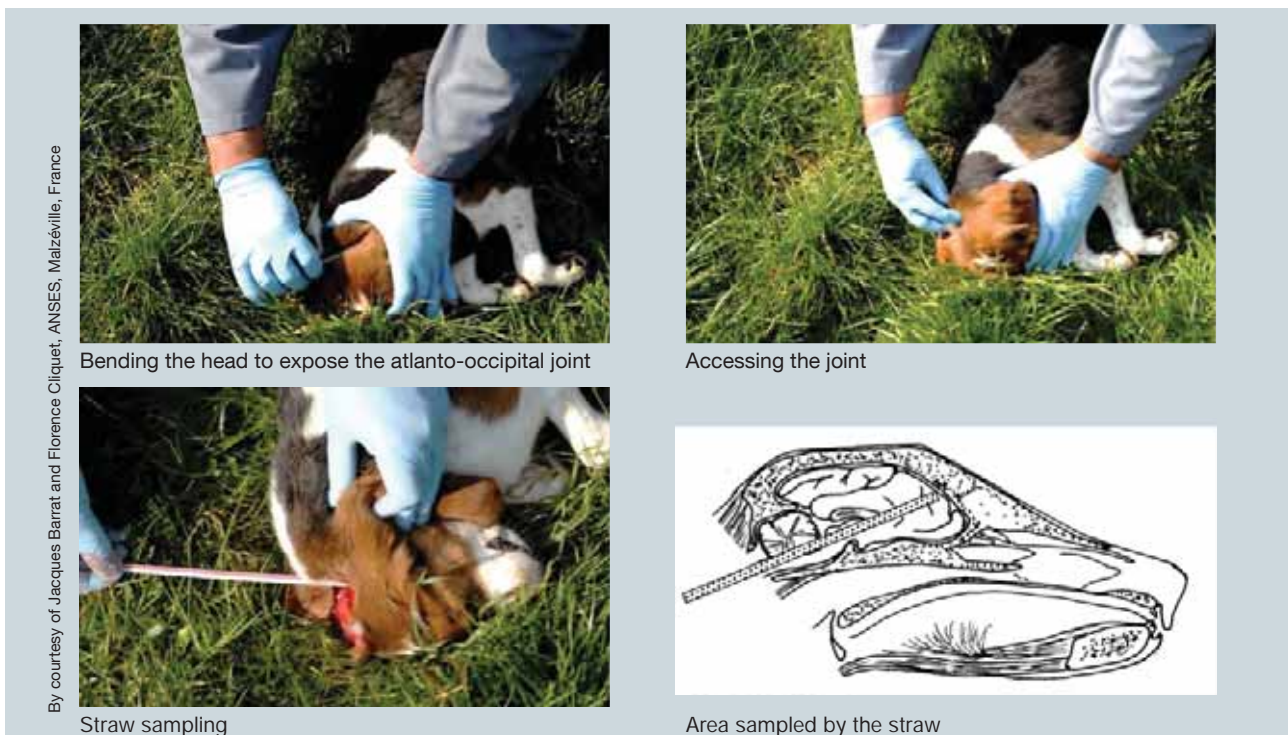 By courtesy of Jacques Barrat and Florence Cliquet, ANSES, Malzéville, France
Bending the head to expose the atlanto-occipital joint
Accessing the joint
Straw sampling
Area sampled by the straw